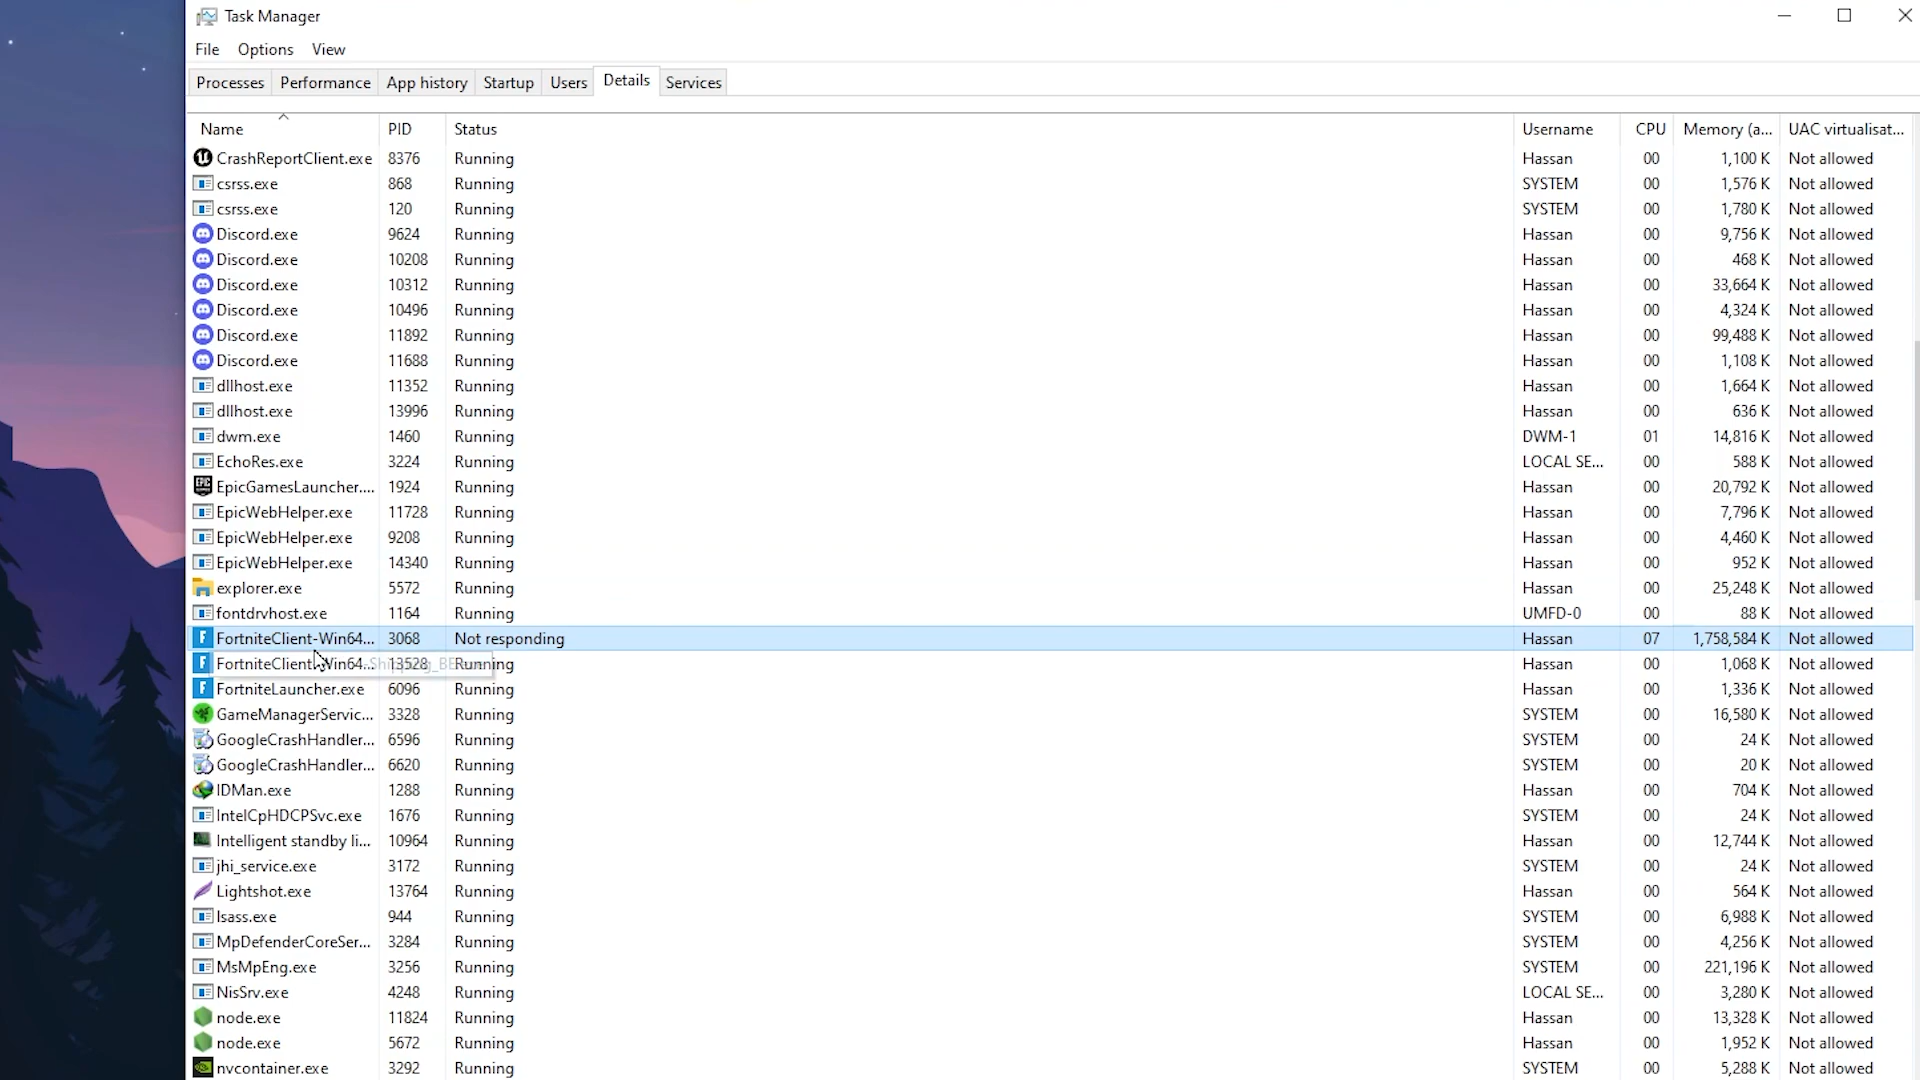 Task Manager
File Options View
Processes Performance App history Startup Users Details Services
Name PID Status Username CPU Memory (a... UAC virtualisat...
CrashReportClient.exe 8376 Running Hassan 00 1,100 K Not allowed
csrss.exe 868 Running SYSTEM 00 1,576 K Not allowed
csrss.exe 120 Running SYSTEM 00 1,780 K Not allowed
Discord.exe 9624 Running Hassan 00 9,756 K Not allowed
Discord.exe 10208 Running Hassan 00 468 K Not allowed
Discord.exe 10312 Running Hassan 00 33,664 K Not allowed
Discord.exe 10496 Running Hassan 00 4,324 K Not allowed
Discord.exe 11892 Running Hassan 00 99,488 K Not allowed
Discord.exe 11688 Running Hassan 00 1,108 K Not allowed
dllhost.exe 11352 Running Hassan 00 1,664 K Not allowed
dllhost.exe 13996 Running Hassan 00 636 K Not allowed
dwm.exe 1460 Running DWM-1 01 14,816 K Not allowed
EchoRes.exe 3224 Running LOCAL SE... 00 588 K Not allowed
EpicGamesLauncher.... 1924 Running Hassan 00 20,792 K Not allowed
EpicWebHelper.exe 11728 Running Hassan 00 7,796 K Not allowed
EpicWebHelper.exe 9208 Running Hassan 00 4,460 K Not allowed
EpicWebHelper.exe 14340 Running Hassan 00 952 K Not allowed
explorer.exe 5572 Running Hassan 00 25,248 K Not allowed
fontdrvhost.exe 1164 Running UMFD-0 00 88 K Not allowed
FortniteClient-Win64... 3068 Not responding Hassan 07 1,758,584 K Not allowed
FortniteClient-Win64... 13528 Running Hassan 00 1,068 K Not allowed
FortniteLauncher.exe 6096 Running Hassan 00 1,336 K Not allowed
GameManagerServic... 3328 Running SYSTEM 00 16,580 K Not allowed
GoogleCrashHandler... 6596 Running SYSTEM 00 24 K Not allowed
GoogleCrashHandler... 6620 Running SYSTEM 00 20 K Not allowed
IDMan.exe 1288 Running Hassan 00 704 K Not allowed
IntelCpHDCPSvc.exe 1676 Running SYSTEM 00 24 K Not allowed
Intelligent standby li... 10964 Running Hassan 00 12,744 K Not allowed
jhi_service.exe 3172 Running SYSTEM 00 24 K Not allowed
Lightshot.exe 13764 Running Hassan 00 564 K Not allowed
lsass.exe 944 Running SYSTEM 00 6,988 K Not allowed
MpDefenderCoreSer... 3284 Running SYSTEM 00 4,256 K Not allowed
MsMpEng.exe 3256 Running SYSTEM 00 221,196 K Not allowed
NisSrv.exe 4248 Running LOCAL SE... 00 3,280 K Not allowed
node.exe 11824 Running Hassan 00 13,328 K Not allowed
node.exe 5672 Running Hassan 00 1,952 K Not allowed
nvcontainer.exe 3292 Running SYSTEM 00 5,288 K Not allowed